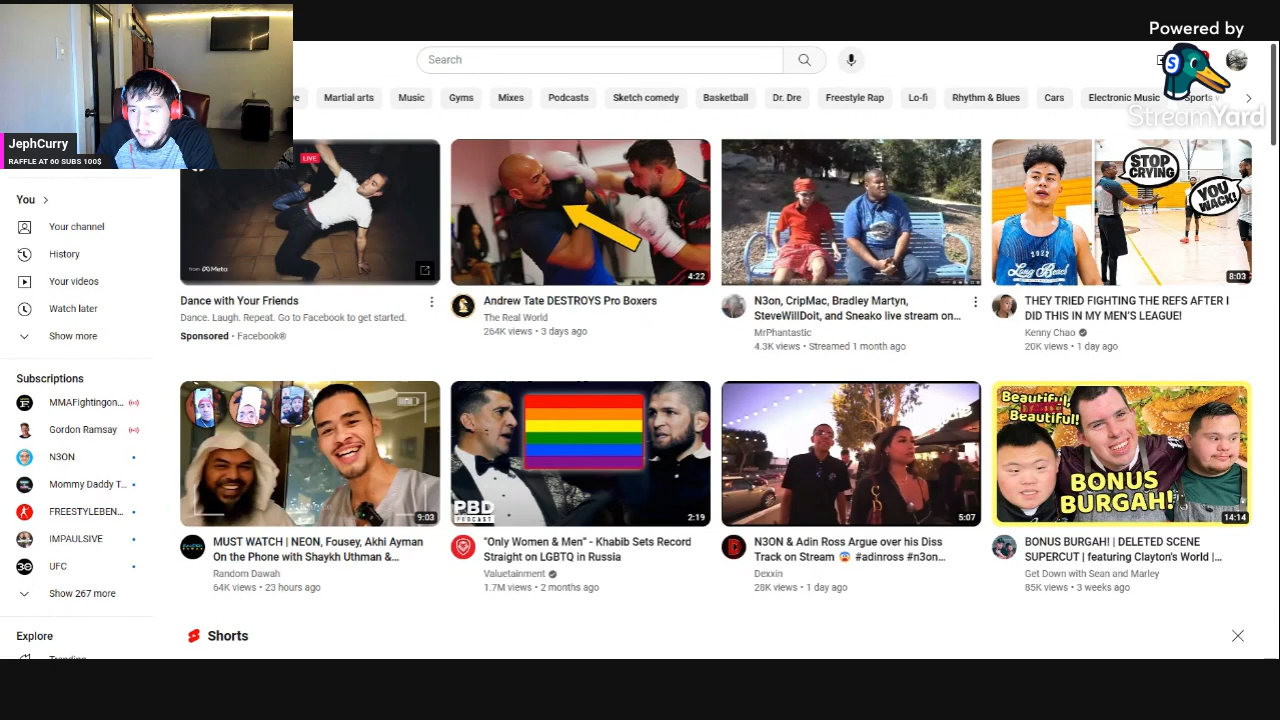 Powered by
StreamYard
JephCurry
RAFFLE AT 60 SUBS 100$
Search
Martial arts
Music
Gyms
Mixes
Podcasts
Sketch comedy
Basketball
Dr. Dre
Freestyle Rap
Lo-fi
Rhythm & Blues
Cars
Electronic Music
You
Your channel
History
Your videos
Watch later
Show more
Subscriptions
MMAFightingon...
Gordon Ramsay
N3ON
Mommy Daddy T...
FREESTYLEBEN...
IMPAULSIVE
UFC
Show 267 more
Explore
Trending
LIVE
from Meta
Dance with Your Friends
Dance. Laugh. Repeat. Go to Facebook to get started.
Sponsored · Facebook®
4:22
Andrew Tate DESTROYS Pro Boxers
The Real World
264K views • 3 days ago
N3on, CripMac, Bradley Martyn,
SteveWillDoit, and Sneako live stream on...
MrPhantastic
4.3K views • Streamed 1 month ago
STOP
CRYING
YOU
WACK!
2022
Long Beach
8:03
THEY TRIED FIGHTING THE REFS AFTER I
DID THIS IN MY MEN'S LEAGUE!
Kenny Chao
20K views • 1 day ago
9:03
MUST WATCH | NEON, Fousey, Akhi Ayman
On the Phone with Shaykh Uthman &...
Random Dawah
64K views • 23 hours ago
PBD
PODCAST
2:19
"Only Women & Men" - Khabib Sets Record
Straight on LGBTQ in Russia
Valuetainment
1.7M views • 2 months ago
5:07
N3ON & Adin Ross Argue over his Diss
Track on Stream 😱 #adinross #n3on...
Dexxin
28K views • 1 day ago
Beautiful,
Beautiful!
BONUS
BURGAH!
14:14
BONUS BURGAH! | DELETED SCENE
SUPERCUT | featuring Clayton's World |...
Get Down with Sean and Marley
85K views • 3 weeks ago
Shorts